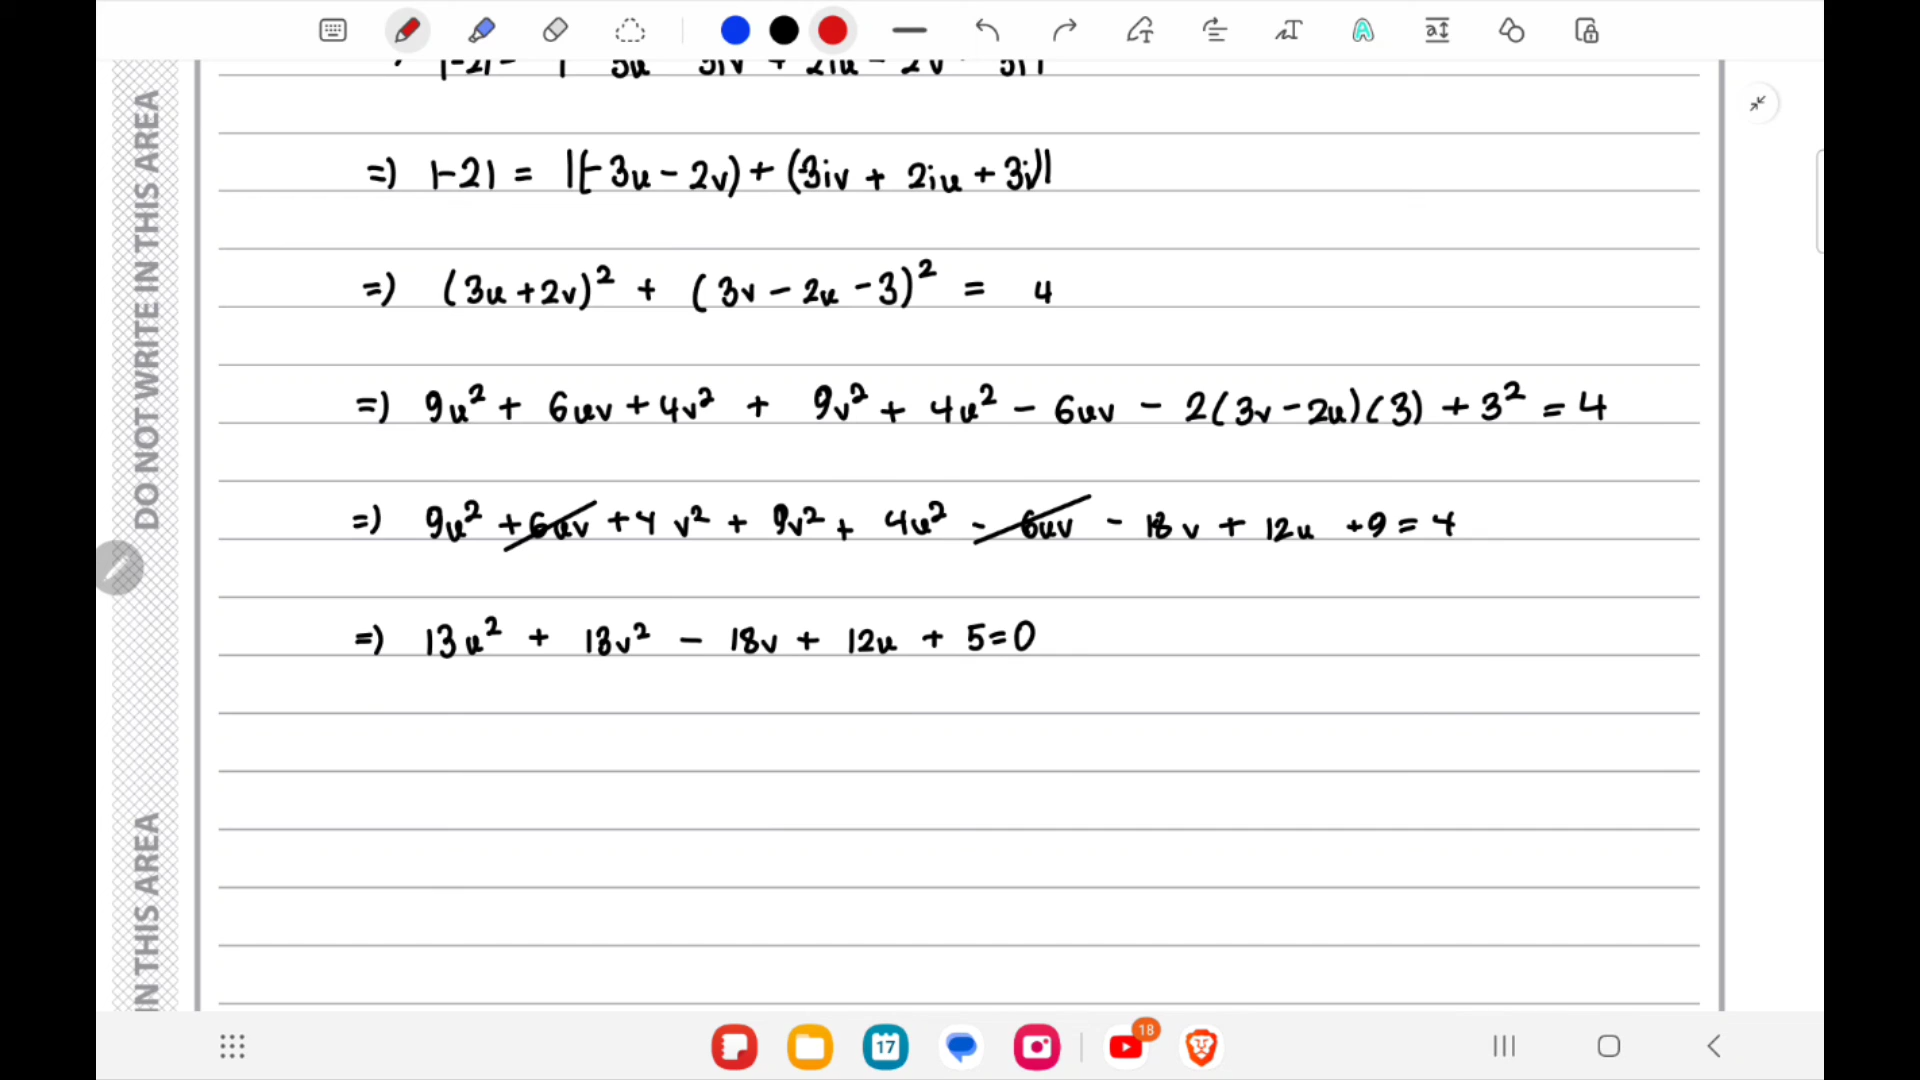 DO NOT WRITE IN THIS AREA
=) |-2| = |(-3u - 2v) + (3iv + 2iu + 3i)|
=) (3u + 2v)² + (3v - 2u - 3)² = 4
=) 9u² + 6uv + 4v² + 9v² + 4u² - 6uv - 2(3v - 2u)(3) + 3² = 4
=) 9u² + 6uv + 4v² + 9v² + 4u² - 6uv - 18v + 12u + 9 = 4
=) 13u² + 13v² - 18v + 12u + 5 = 0
IN THIS AREA
17
18